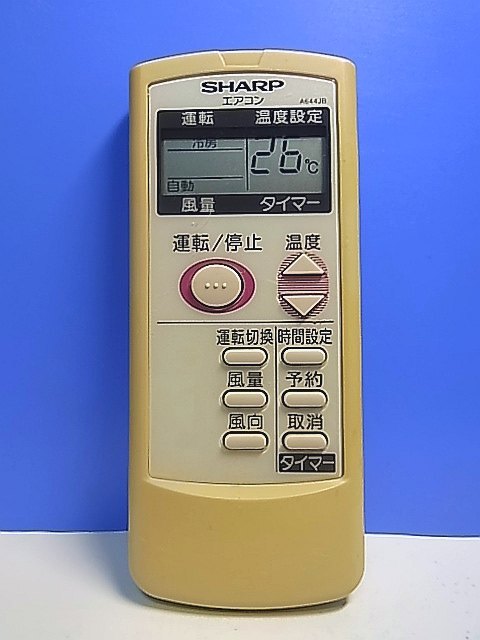 SHARP
エアコン A644JB
運転 温度設定
冷房
26℃
自動
風量 タイマー
運転/停止 温度
運転切換 時間設定
風量 予約
風向 取消
タイマー